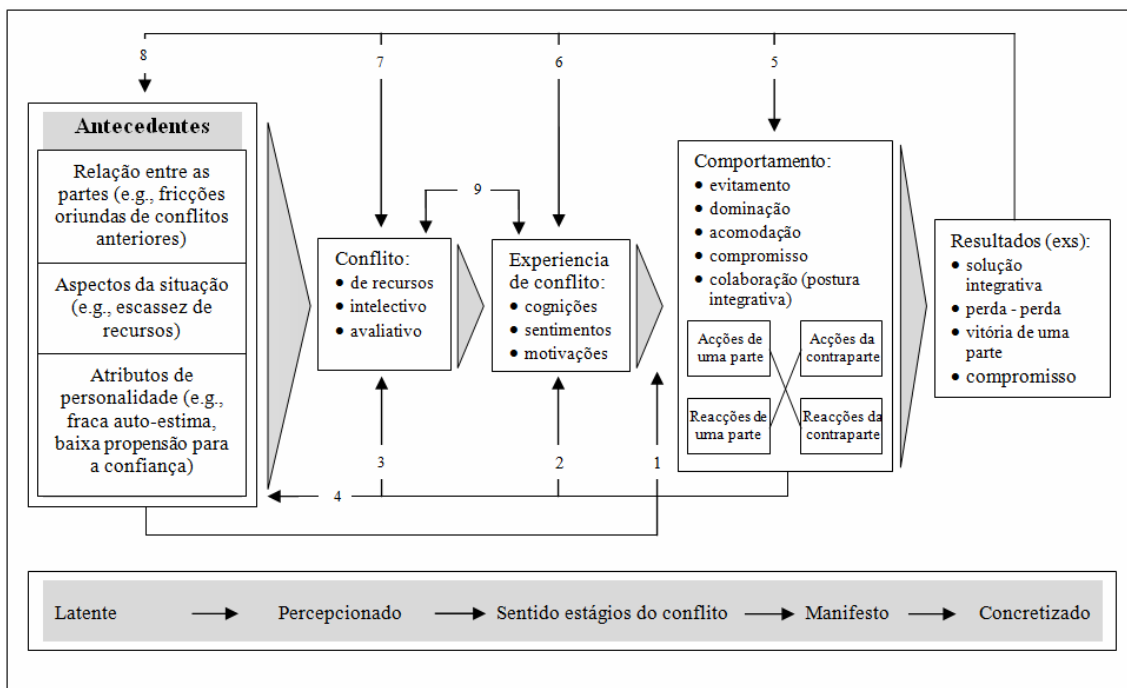 8
7
6
5
Antecedentes
Relação entre as
partes (e.g., fricções
oriundas de conflitos
anteriores)
Aspectos da situação
(e.g., escassez de
recursos)
Atributos de
personalidade (e.g.,
fraca auto-estima,
baixa propensão para
a confiança)
9
Conflito:
• de recursos
• intelectivo
• avaliativo
Experiencia
de conflito:
• cognições
• sentimentos
• motivações
Comportamento:
• evitamento
• dominação
• acomodação
• compromisso
• colaboração (postura
integrativa)
Acções de
uma parte
Acções da
contraparte
Reacções de
uma parte
Reacções da
contraparte
Resultados (exs):
• solução
integrativa
• perda - perda
• vitória de uma
parte
• compromisso
3
2
1
4
Latente Percepcionado Sentido estágios do conflito Manifesto Concretizado